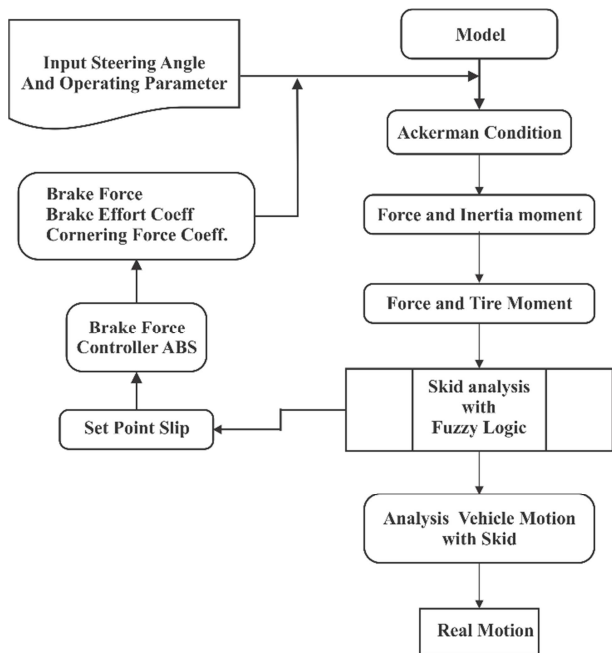 Model
Input Steering Angle
And Operating Parameter
Ackerman Condition
Brake Force
Brake Effort Coeff
Cornering Force Coeff.
Force and Inertia moment
Force and Tire Moment
Brake Force
Controller ABS
Skid analysis
with
Fuzzy Logic
Set Point Slip
Analysis Vehicle Motion
with Skid
Real Motion